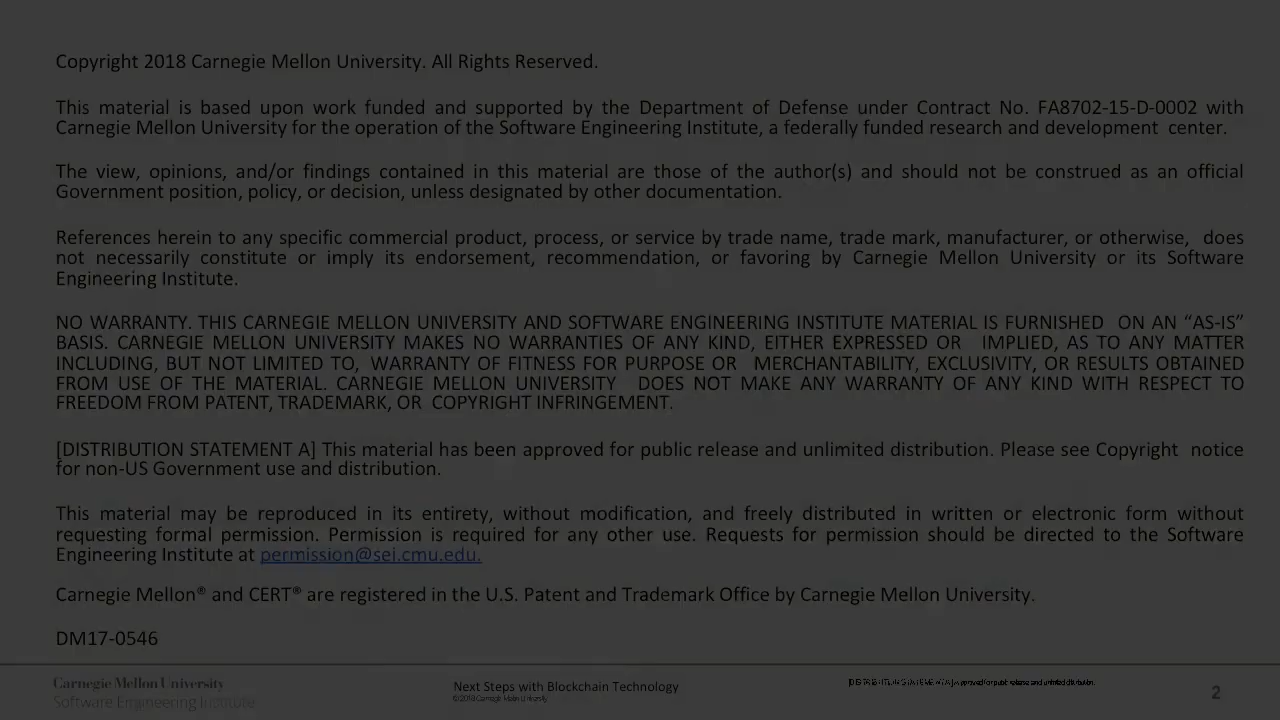 Copyright 2018 Carnegie Mellon University. All Rights Reserved.
This material is based upon work funded and supported by the Department of Defense under Contract No. FA8702-15-D-0002 with
Carnegie Mellon University for the operation of the Software Engineering Institute, a federally funded research and development center.
The view, opinions, and/or findings contained in this material are those of the author(s) and should not be construed as an official
Government position, policy, or decision, unless designated by other documentation.
References herein to any specific commercial product, process, or service by trade name, trade mark, manufacturer, or otherwise, does
not necessarily constitute or imply its endorsement, recommendation, or favoring by Carnegie Mellon University or its Software
Engineering Institute.
NO WARRANTY. THIS CARNEGIE MELLON UNIVERSITY AND SOFTWARE ENGINEERING INSTITUTE MATERIAL IS FURNISHED ON AN “AS-IS”
BASIS. CARNEGIE MELLON UNIVERSITY MAKES NO WARRANTIES OF ANY KIND, EITHER EXPRESSED OR IMPLIED, AS TO ANY MATTER
INCLUDING, BUT NOT LIMITED TO, WARRANTY OF FITNESS FOR PURPOSE OR MERCHANTABILITY, EXCLUSIVITY, OR RESULTS OBTAINED
FROM USE OF THE MATERIAL. CARNEGIE MELLON UNIVERSITY DOES NOT MAKE ANY WARRANTY OF ANY KIND WITH RESPECT TO
FREEDOM FROM PATENT, TRADEMARK, OR COPYRIGHT INFRINGEMENT.
[DISTRIBUTION STATEMENT A] This material has been approved for public release and unlimited distribution. Please see Copyright notice
for non-US Government use and distribution.
This material may be reproduced in its entirety, without modification, and freely distributed in written or electronic form without
requesting formal permission. Permission is required for any other use. Requests for permission should be directed to the Software
Engineering Institute at permission@sei.cmu.edu.
Carnegie Mellon® and CERT® are registered in the U.S. Patent and Trademark Office by Carnegie Mellon University.
DM17-0546
Carnegie Mellon University
Software Engineering Institute
Next Steps with Blockchain Technology
© 2018 Carnegie Mellon University
Approved for public release and unlimited distribution.
2